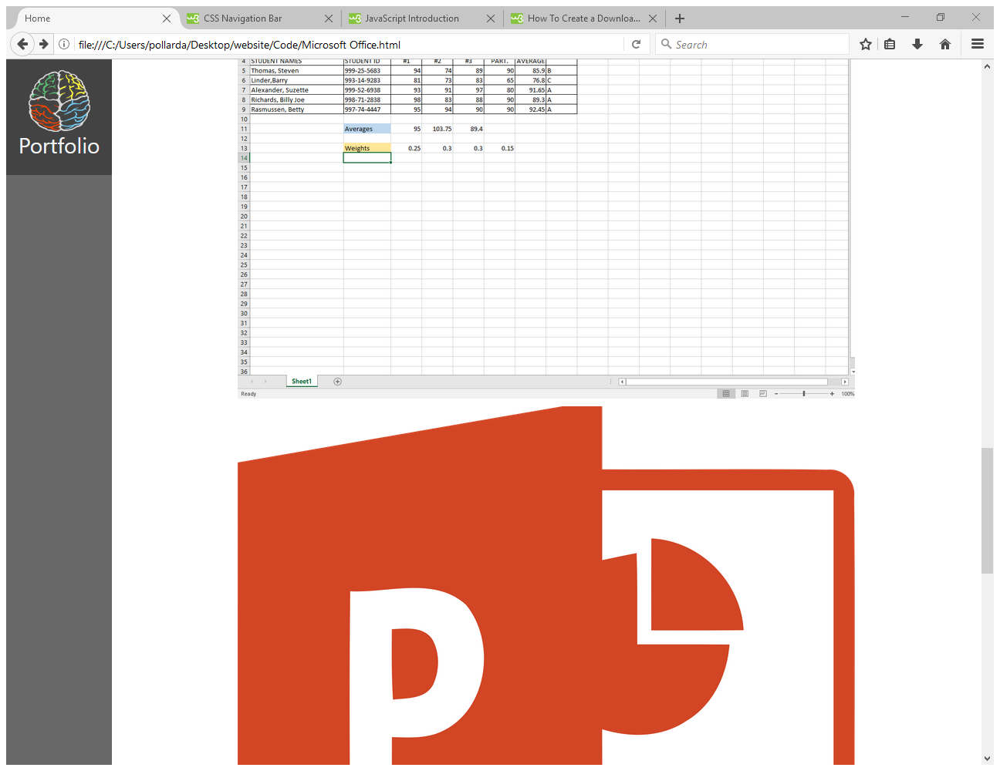 Home
CSS Navigation Bar
JavaScript Introduction
How To Create a Downloa...
file:///C:/Users/pollarda/Desktop/website/Code/Microsoft Office.html
Search
Portfolio
4 STUDENT NAMES STUDENT ID #1 #2 #3 PART. AVERAGE
5 Thomas, Steven 999-25-5683 94 74 89 90 85.9 B
6 Linder,Barry 993-14-9283 81 73 83 65 76.8 C
7 Alexander, Suzette 999-52-6938 93 91 97 80 91.65 A
8 Richards, Billy Joe 998-71-2838 98 83 88 90 89.3 A
9 Rasmussen, Betty 997-74-4447 95 94 90 90 92.45 A
10
11 Averages 95 103.75 89.4
12
13 Weights 0.25 0.3 0.3 0.15
14
15
16
17
18
19
20
21
22
23
24
25
26
27
28
29
30
31
32
33
34
35
36
Sheet1
Ready
100%
P